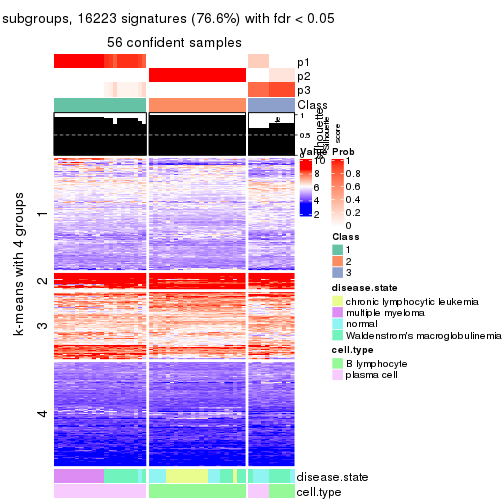 subgroups, 16223 signatures (76.6%) with fdr < 0.05
56 confident samples
p1
p2
p3
Class
1
0.5
silhouette
score
k-means with 4 groups
1
2
3
4
Value
10
8
6
4
2
Prob
1
0.8
0.6
0.4
0.2
0
Class
1
2
3
disease.state
chronic lymphocytic leukemia
multiple myeloma
normal
Waldenstrom's macroglobulinemia
cell.type
B lymphocyte
plasma cell
disease.state
cell.type